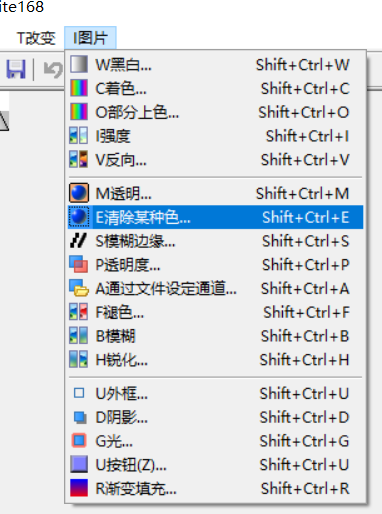 ite168
T改变 I图片
W黑白... Shift+Ctrl+W
C着色... Shift+Ctrl+C
O部分上色... Shift+Ctrl+O
I强度 Shift+Ctrl+I
V反向... Shift+Ctrl+V
M透明... Shift+Ctrl+M
E清除某种色... Shift+Ctrl+E
S模糊边缘... Shift+Ctrl+S
P透明度... Shift+Ctrl+P
A通过文件设定通道... Shift+Ctrl+A
F褪色... Shift+Ctrl+F
B模糊 Shift+Ctrl+B
H锐化... Shift+Ctrl+H
U外框... Shift+Ctrl+U
D阴影... Shift+Ctrl+D
G光... Shift+Ctrl+G
U按钮(Z)... Shift+Ctrl+U
R渐变填充... Shift+Ctrl+R